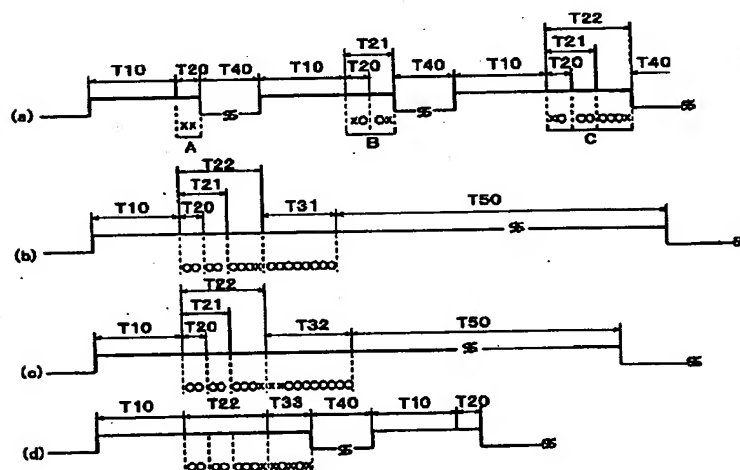 T22
T21 T21
T10 T20 T40 T10 T20 T40 T10 T20 T40
(a)
xx xo ox xo oo ooox
A B C
T22
T21 T31 T50
T10 T20
(b)
oo oo ooox oooooooo
T22
T21 T32 T50
T10 T20
(c)
oo oo ooox xxooooooo
T10 T22 T33 T40 T10 T20
(d)
oo oo ooox xoxox